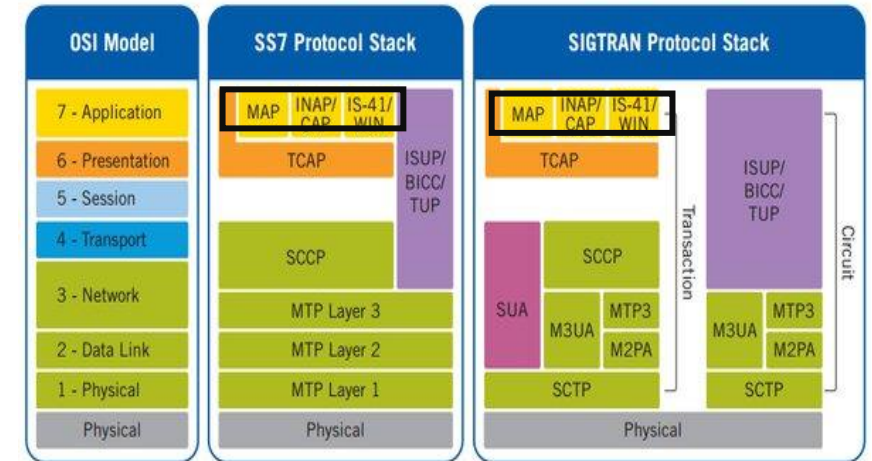 OSI Model
7 - Application
6 - Presentation
5 - Session
4 - Transport
3 - Network
2 - Data Link
1 - Physical
Physical
SS7 Protocol Stack
MAP
INAP/
CAP
IS-41/
WIN
TCAP
ISUP/
BICC/
TUP
SCCP
MTP Layer 3
MTP Layer 2
MTP Layer 1
Physical
SIGTRAN Protocol Stack
MAP
INAP/
CAP
IS-41/
WIN
TCAP
SUA
SCCP
M3UA
MTP3
M2PA
SCTP
Transaction
ISUP/
BICC/
TUP
M3UA
MTP3
M2PA
SCTP
Circuit
Physical